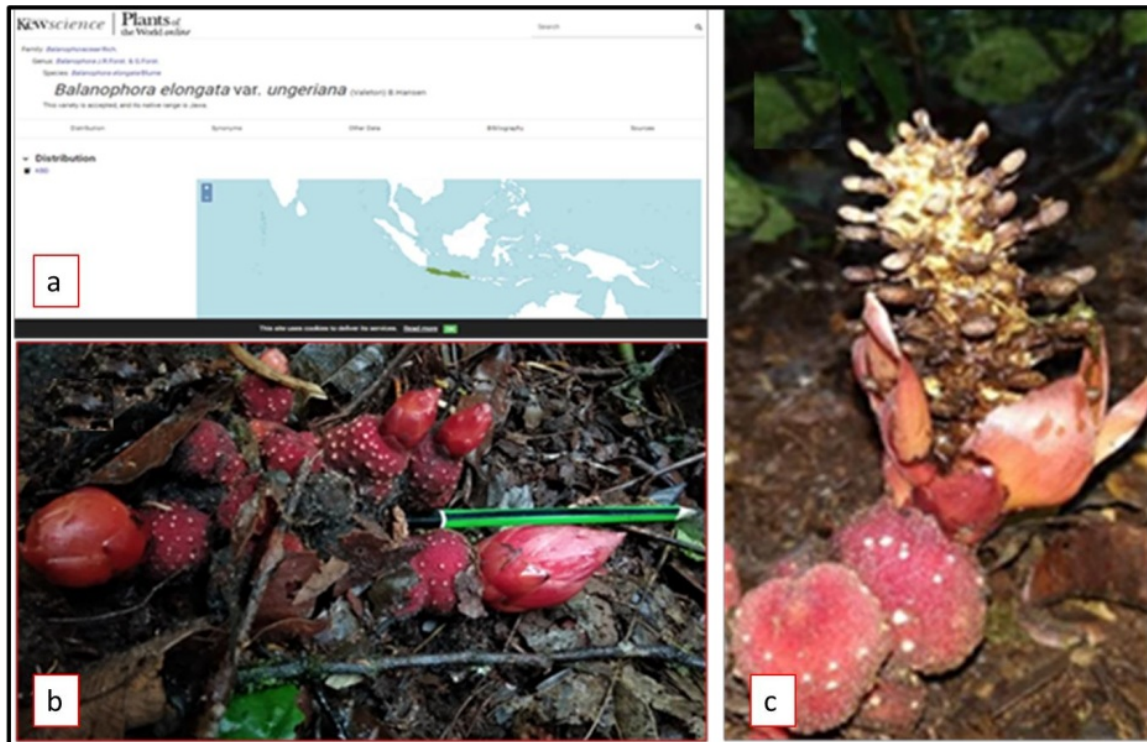 Kewscience Plants of
the World online
Search
Family: Balanophoraceae Rich.
Genus: Balanophora J.R.Forst. & G.Forst.
Species: Balanophora elongata Blume
Balanophora elongata var. ungeriana (Valeton) B.Hansen
This variety is accepted, and its native range is Jawa.
Distribution Synonyms Other Data Bibliography Sources
Distribution
This site uses cookies to deliver its services. Read more OK
a
b
c